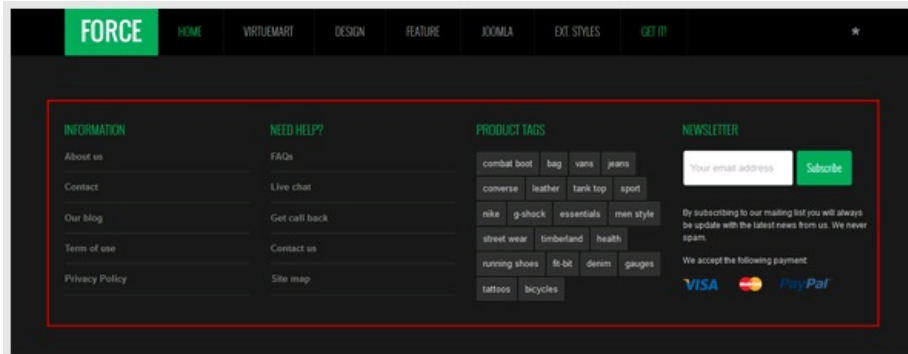 FORCE HOME VIRTUEMART DESIGN FEATURE JOOMLA EXT. STYLES GET IT!
INFORMATION
About us
Contact
Our blog
Term of use
Privacy Policy
NEED HELP?
FAQs
Live chat
Get call back
Contact us
Site map
PRODUCT TAGS
combat boot bag vans jeans
converse leather tank top sport
nike g-shock essentials men style
street wear timberland health
running shoes fit-bit denim gauges
tattoos bicycles
NEWSLETTER
Your email address Subscribe
By subscribing to our mailing list you will always
be update with the latest news from us. We never
spam.
We accept the following payment:
VISA MasterCard PayPal